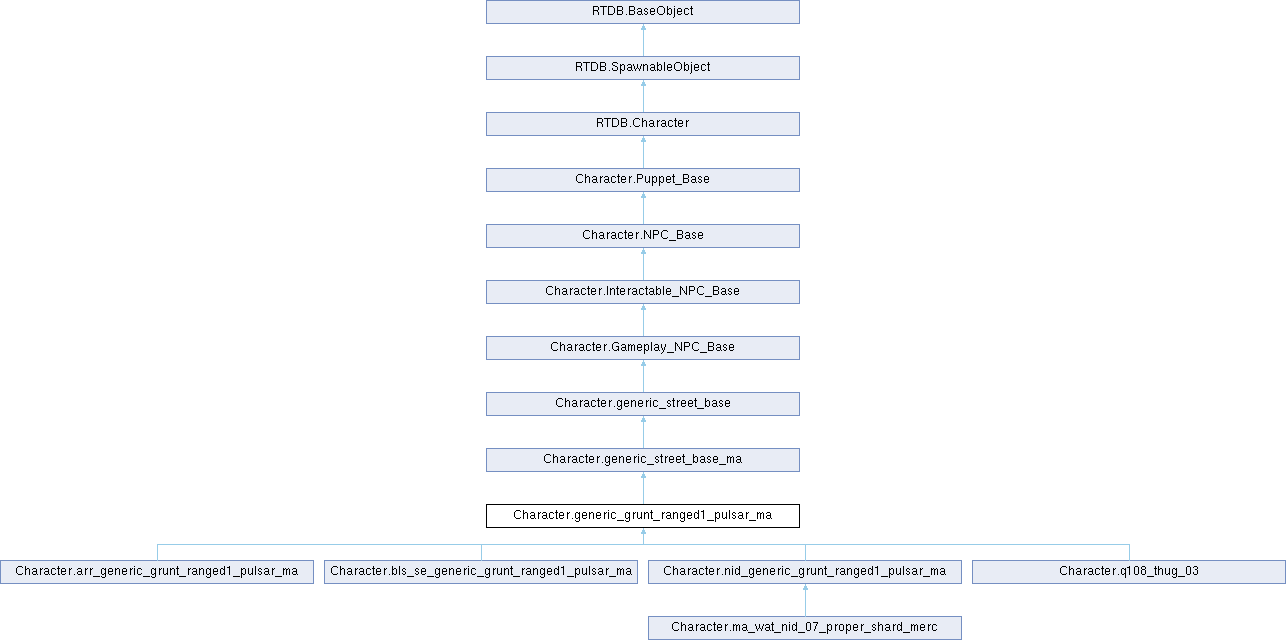 RTDB.BaseObject
RTDB.SpawnableObject
RTDB.Character
Character.Puppet_Base
Character.NPC_Base
Character.Interactable_NPC_Base
Character.Gameplay_NPC_Base
Character.generic_street_base
Character.generic_street_base_ma
Character.generic_grunt_ranged1_pulsar_ma
Character.arr_generic_grunt_ranged1_pulsar_ma
Character.bls_se_generic_grunt_ranged1_pulsar_ma
Character.nid_generic_grunt_ranged1_pulsar_ma
Character.q108_thug_03
Character.ma_wat_nid_07_proper_shard_merc